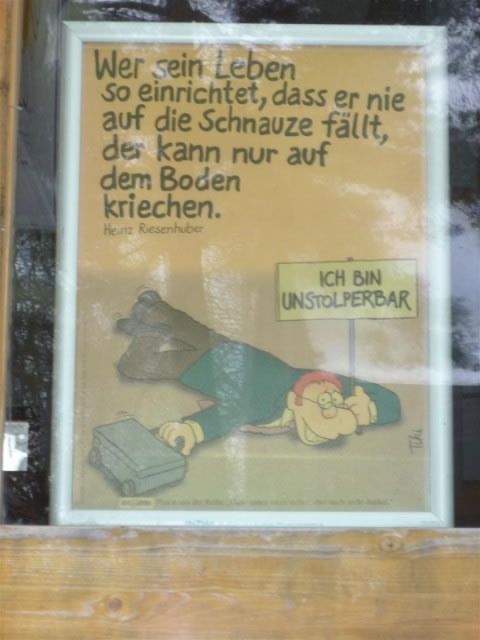 Wer sein Leben
so einrichtet, dass er nie
auf die Schnauze fällt,
der kann nur auf
dem Boden
kriechen.
Heinz Riesenhuber
ICH BIN
UNSTOLPERBAR
Tiki